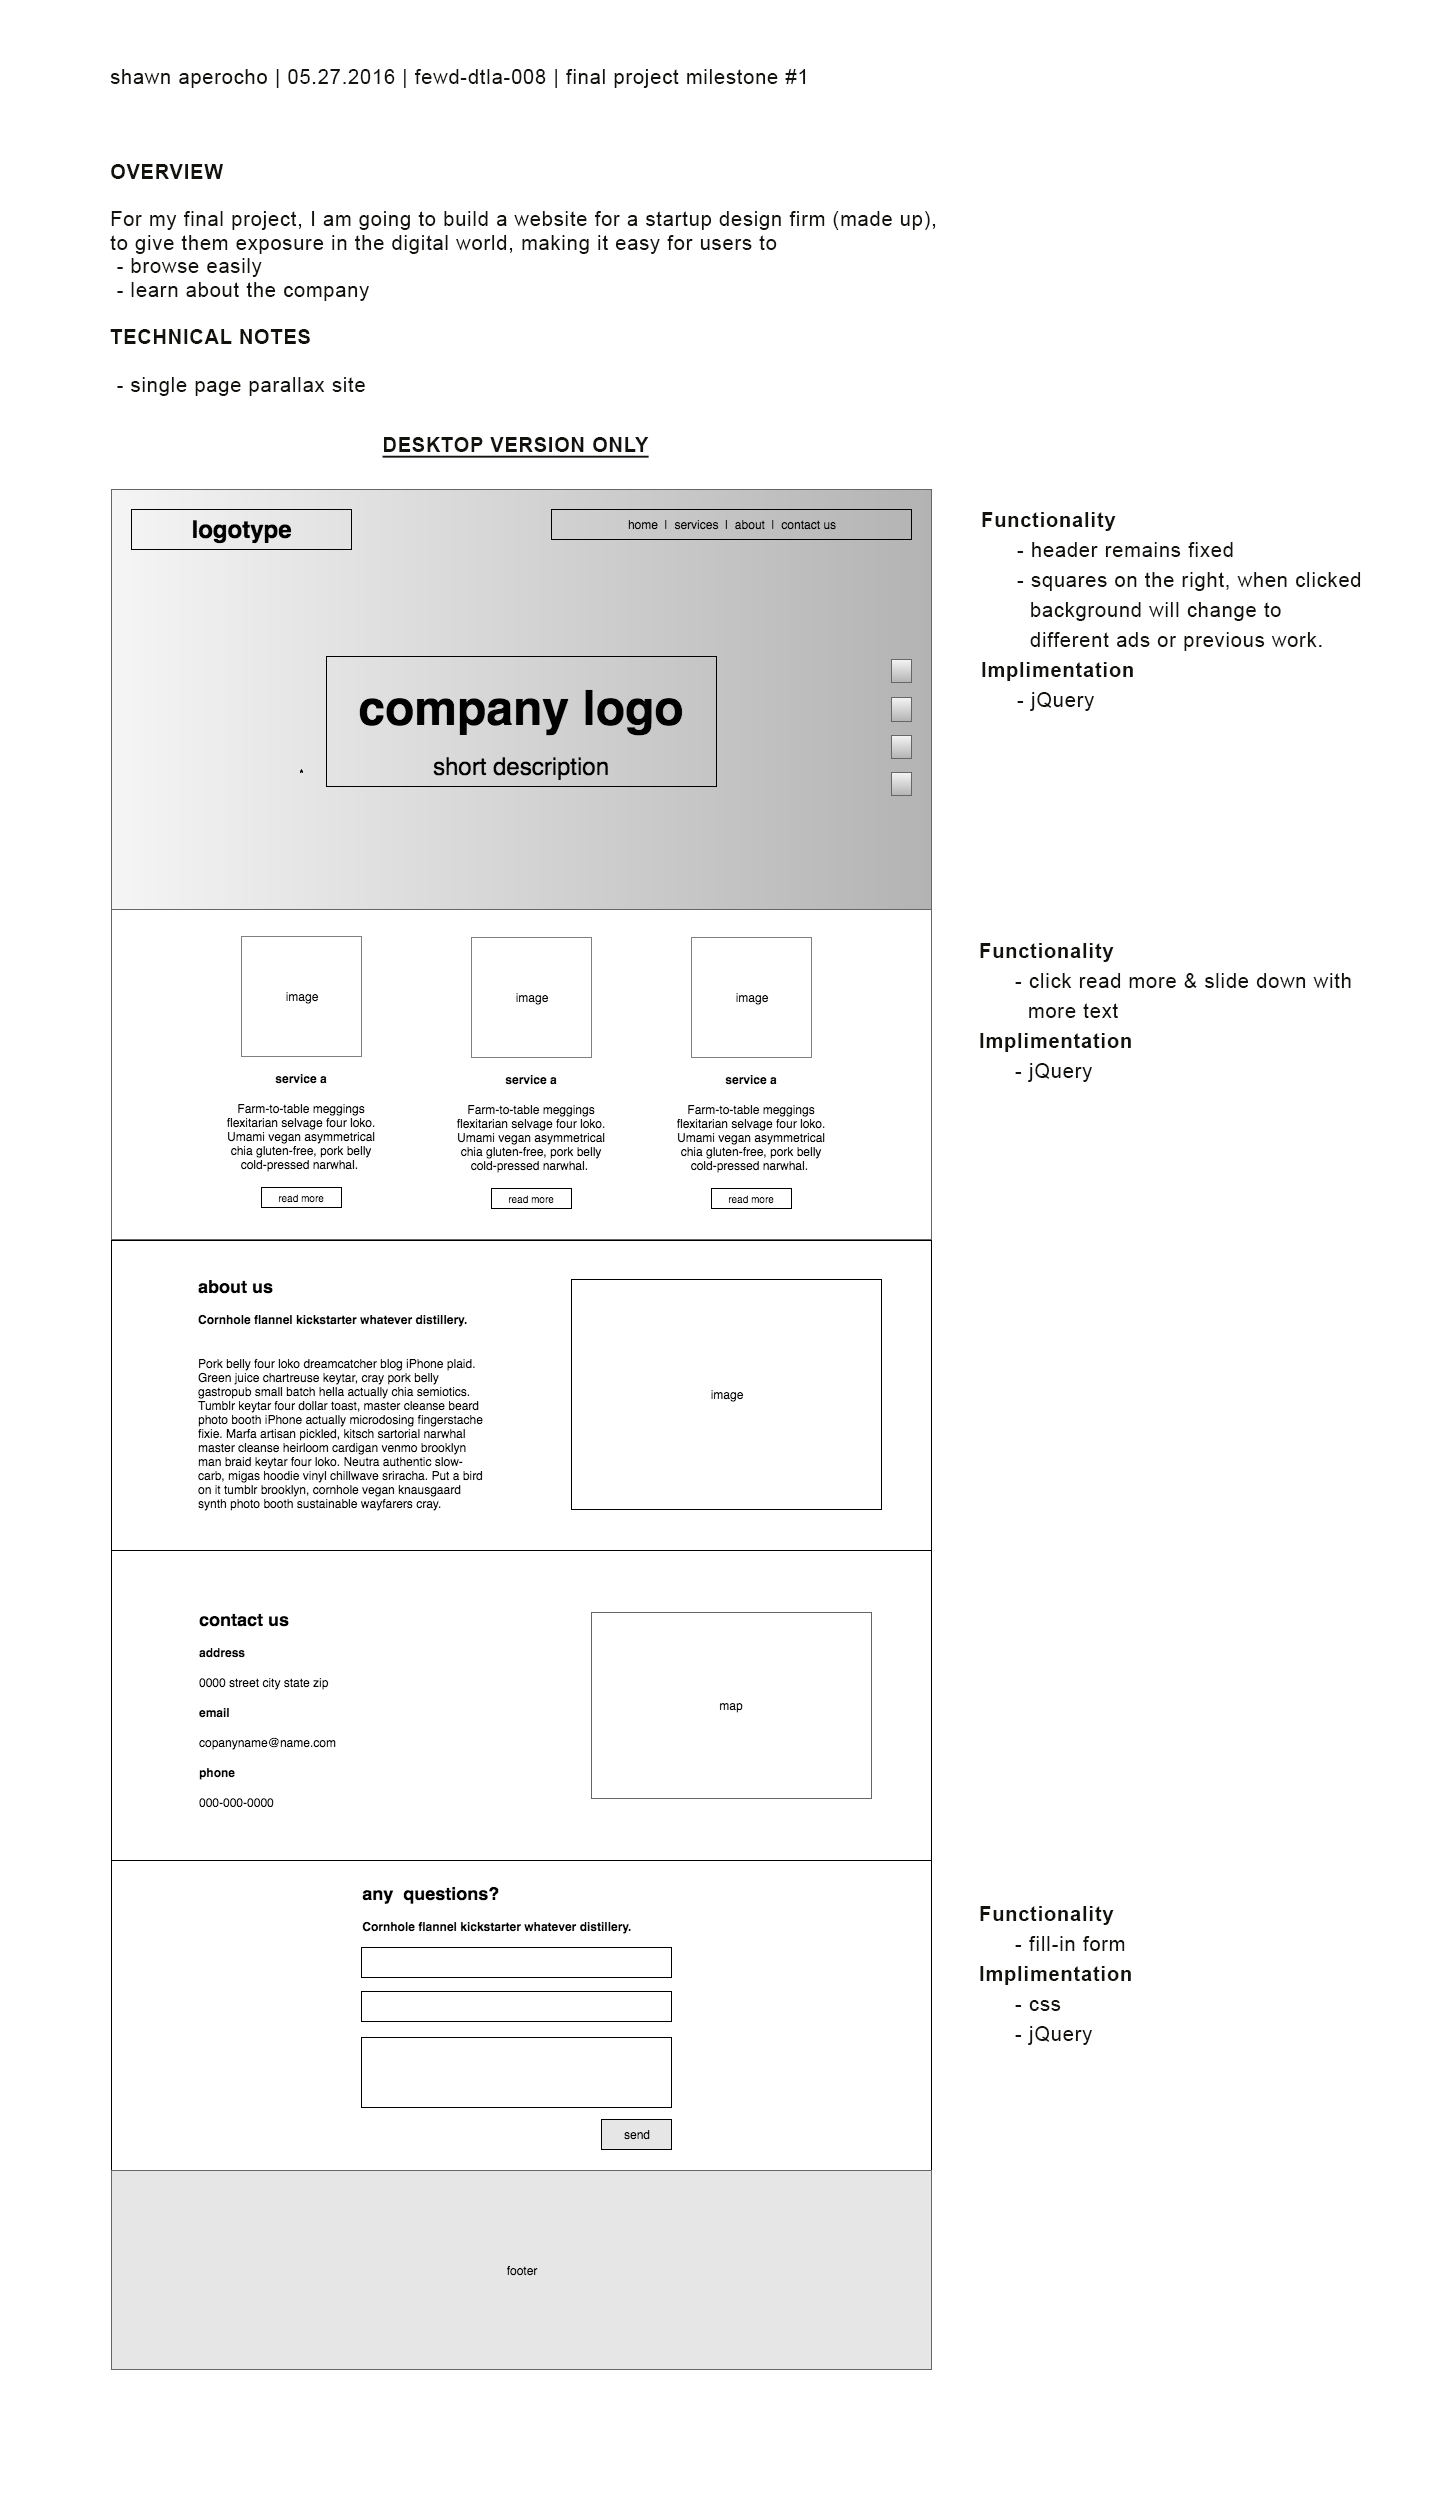 shawn aperocho | 05.27.2016 | fewd-dtla-008 | final project milestone #1
OVERVIEW
For my final project, I am going to build a website for a startup design firm (made up),
to give them exposure in the digital world, making it easy for users to
- browse easily
- learn about the company
TECHNICAL NOTES
- single page parallax site
DESKTOP VERSION ONLY
logotype
home | services | about | contact us
company logo
short description
*
Functionality
- header remains fixed
- squares on the right, when clicked
background will change to
different ads or previous work.
Implimentation
- jQuery
image
service a
Farm-to-table meggings
flexitarian selvage four loko.
Umami vegan asymmetrical
chia gluten-free, pork belly
cold-pressed narwhal.
read more
image
service a
Farm-to-table meggings
flexitarian selvage four loko.
Umami vegan asymmetrical
chia gluten-free, pork belly
cold-pressed narwhal.
read more
image
service a
Farm-to-table meggings
flexitarian selvage four loko.
Umami vegan asymmetrical
chia gluten-free, pork belly
cold-pressed narwhal.
read more
Functionality
- click read more & slide down with
more text
Implimentation
- jQuery
about us
Cornhole flannel kickstarter whatever distillery.
Pork belly four loko dreamcatcher blog iPhone plaid.
Green juice chartreuse keytar, cray pork belly
gastropub small batch hella actually chia semiotics.
Tumblr keytar four dollar toast, master cleanse beard
photo booth iPhone actually microdosing fingerstache
fixie. Marfa artisan pickled, kitsch sartorial narwhal
master cleanse heirloom cardigan venmo brooklyn
man braid keytar four loko. Neutra authentic slow-
carb, migas hoodie vinyl chillwave sriracha. Put a bird
on it tumblr brooklyn, cornhole vegan knausgaard
synth photo booth sustainable wayfarers cray.
image
contact us
address
0000 street city state zip
email
copanyname@name.com
phone
000-000-0000
map
any  questions?
Cornhole flannel kickstarter whatever distillery.
send
Functionality
- fill-in form
Implimentation
- css
- jQuery
footer